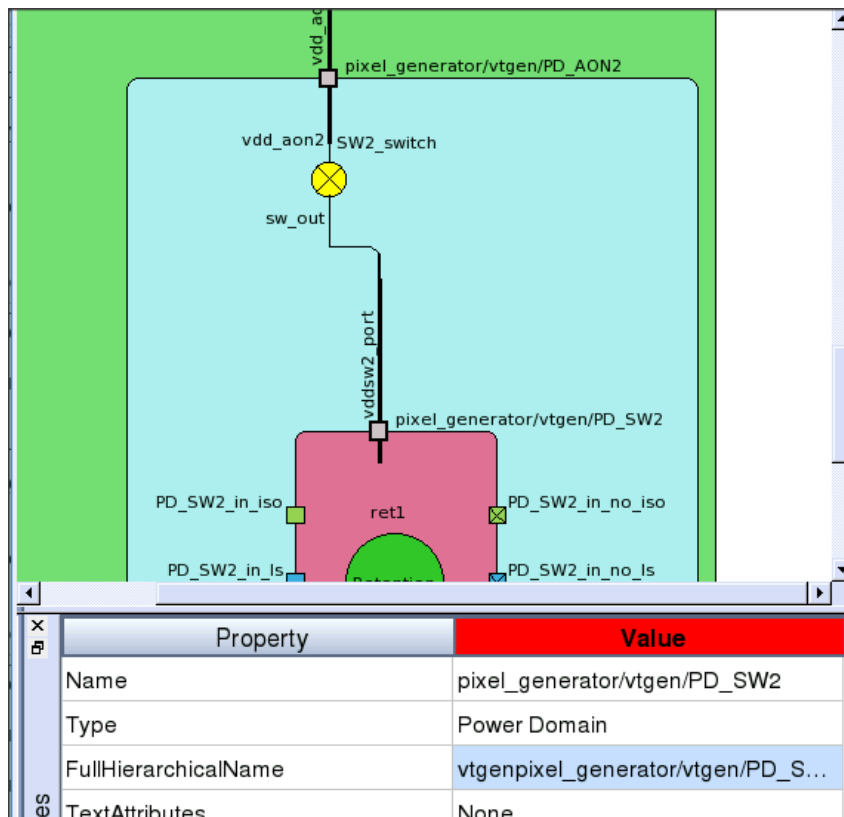 pixel_generator/vtgen/PD_AON2
vdd_aon2
SW2_switch
sw_out
vddsw2_port
pixel_generator/vtgen/PD_SW2
PD_SW2_in_iso
PD_SW2_in_no_iso
ret1
PD_SW2_in_ls
PD_SW2_in_no_ls
Property Value
Name pixel_generator/vtgen/PD_SW2
Type Power Domain
FullHierarchicalName vtgenpixel_generator/vtgen/PD_S...
TextAttributes None